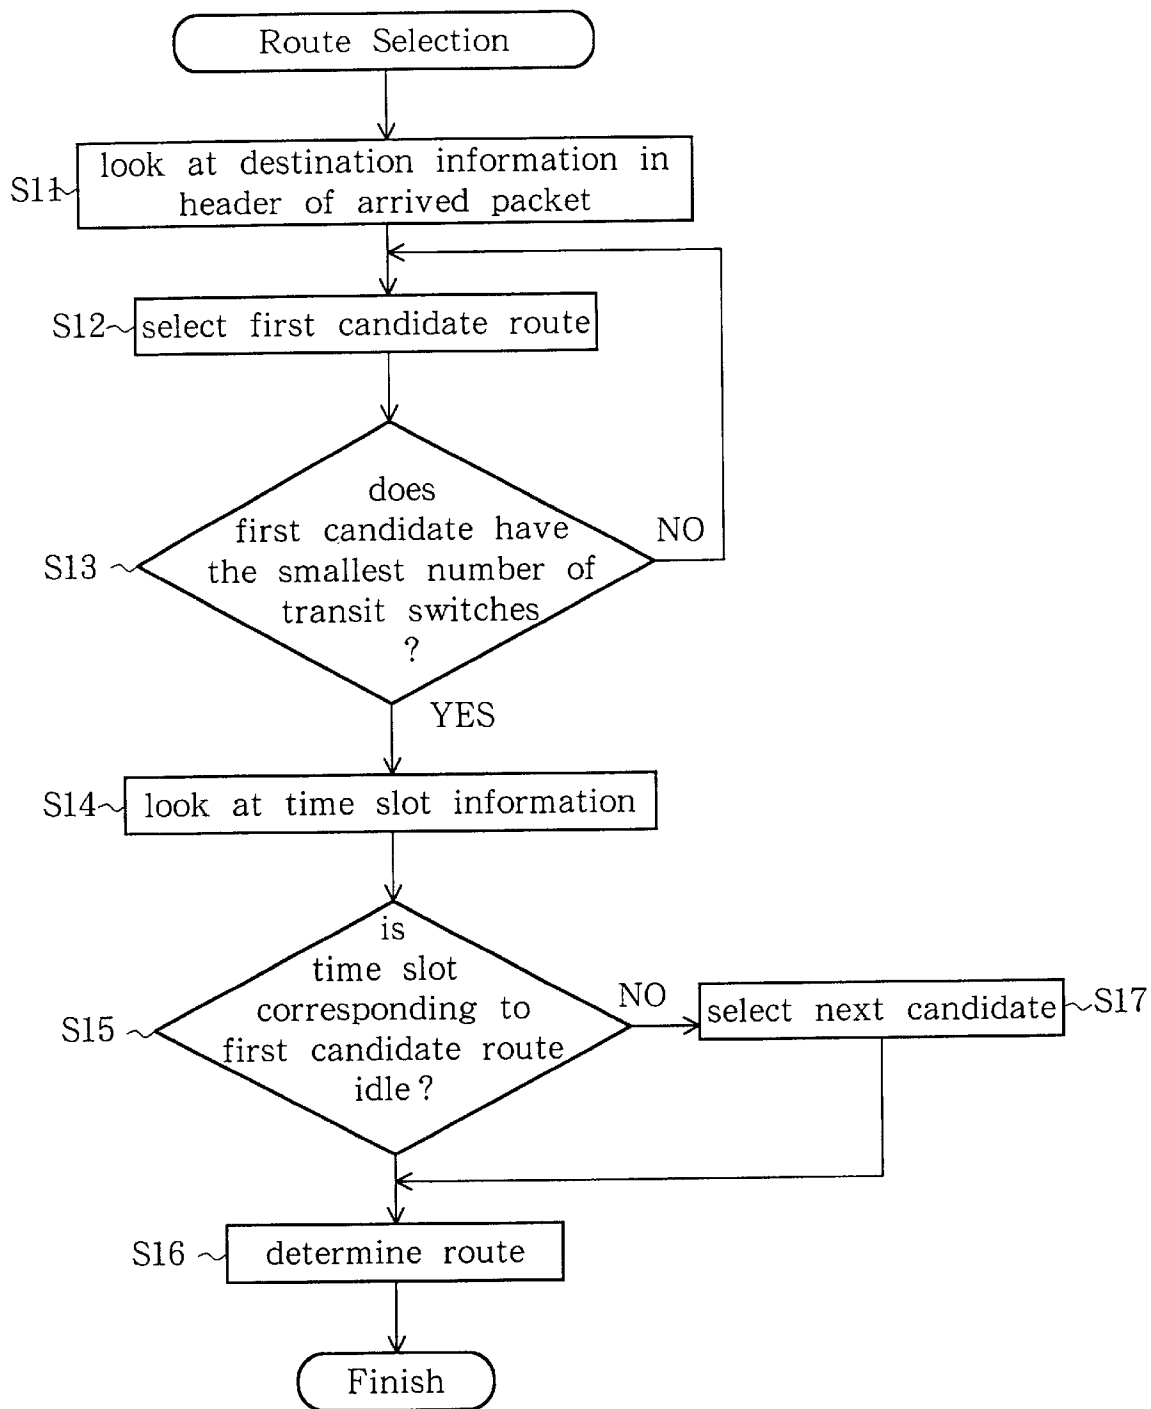 Route Selection
S11
look at destination information in
header of arrived packet
S12
select first candidate route
S13
does
first candidate have
the smallest number of
transit switches
?
NO
YES
S14
look at time slot information
S15
is
time slot
corresponding to
first candidate route
idle?
NO
select next candidate
S17
S16
determine route
Finish